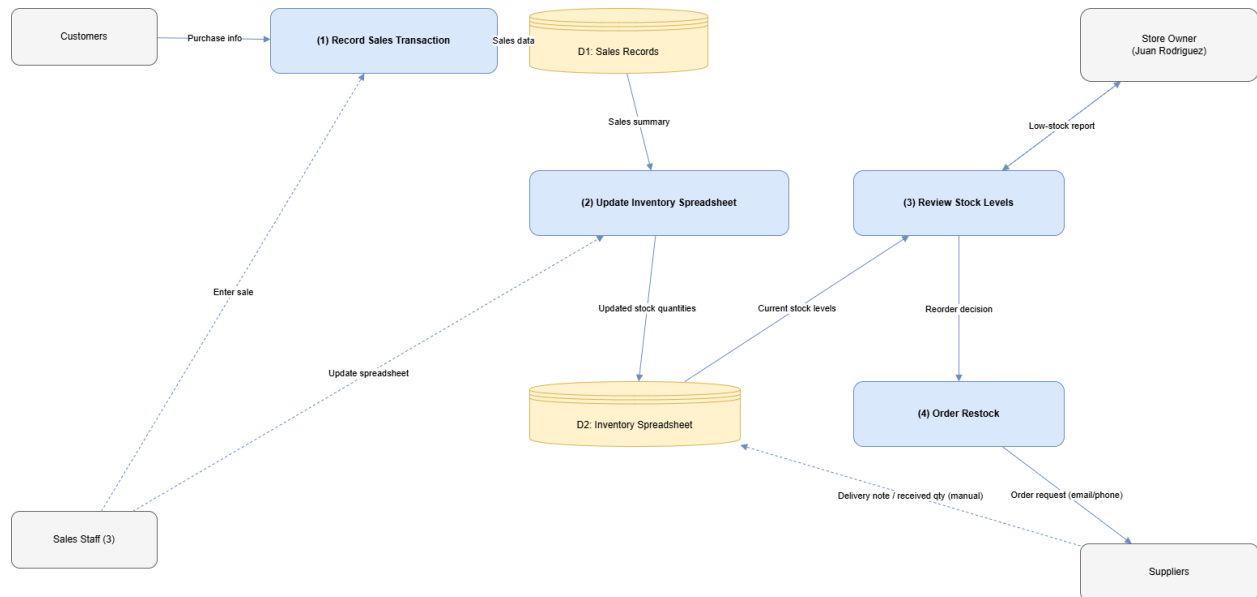 Customers
Purchase info
(1) Record Sales Transaction
Sales data
D1: Sales Records
Store Owner
(Juan Rodriguez)
Sales summary
Low-stock report
(2) Update Inventory Spreadsheet
(3) Review Stock Levels
Enter sale
Updated stock quantities
Current stock levels
Reorder decision
Update spreadsheet
D2: Inventory Spreadsheet
(4) Order Restock
Delivery note / received qty (manual)
Order request (email/phone)
Sales Staff (3)
Suppliers